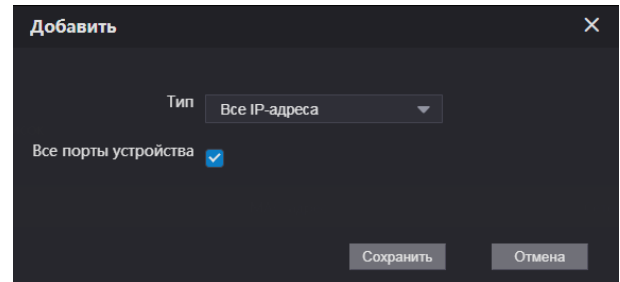 Добавить
Тип Все IP-адреса
Все порты устройства
Сохранить Отмена